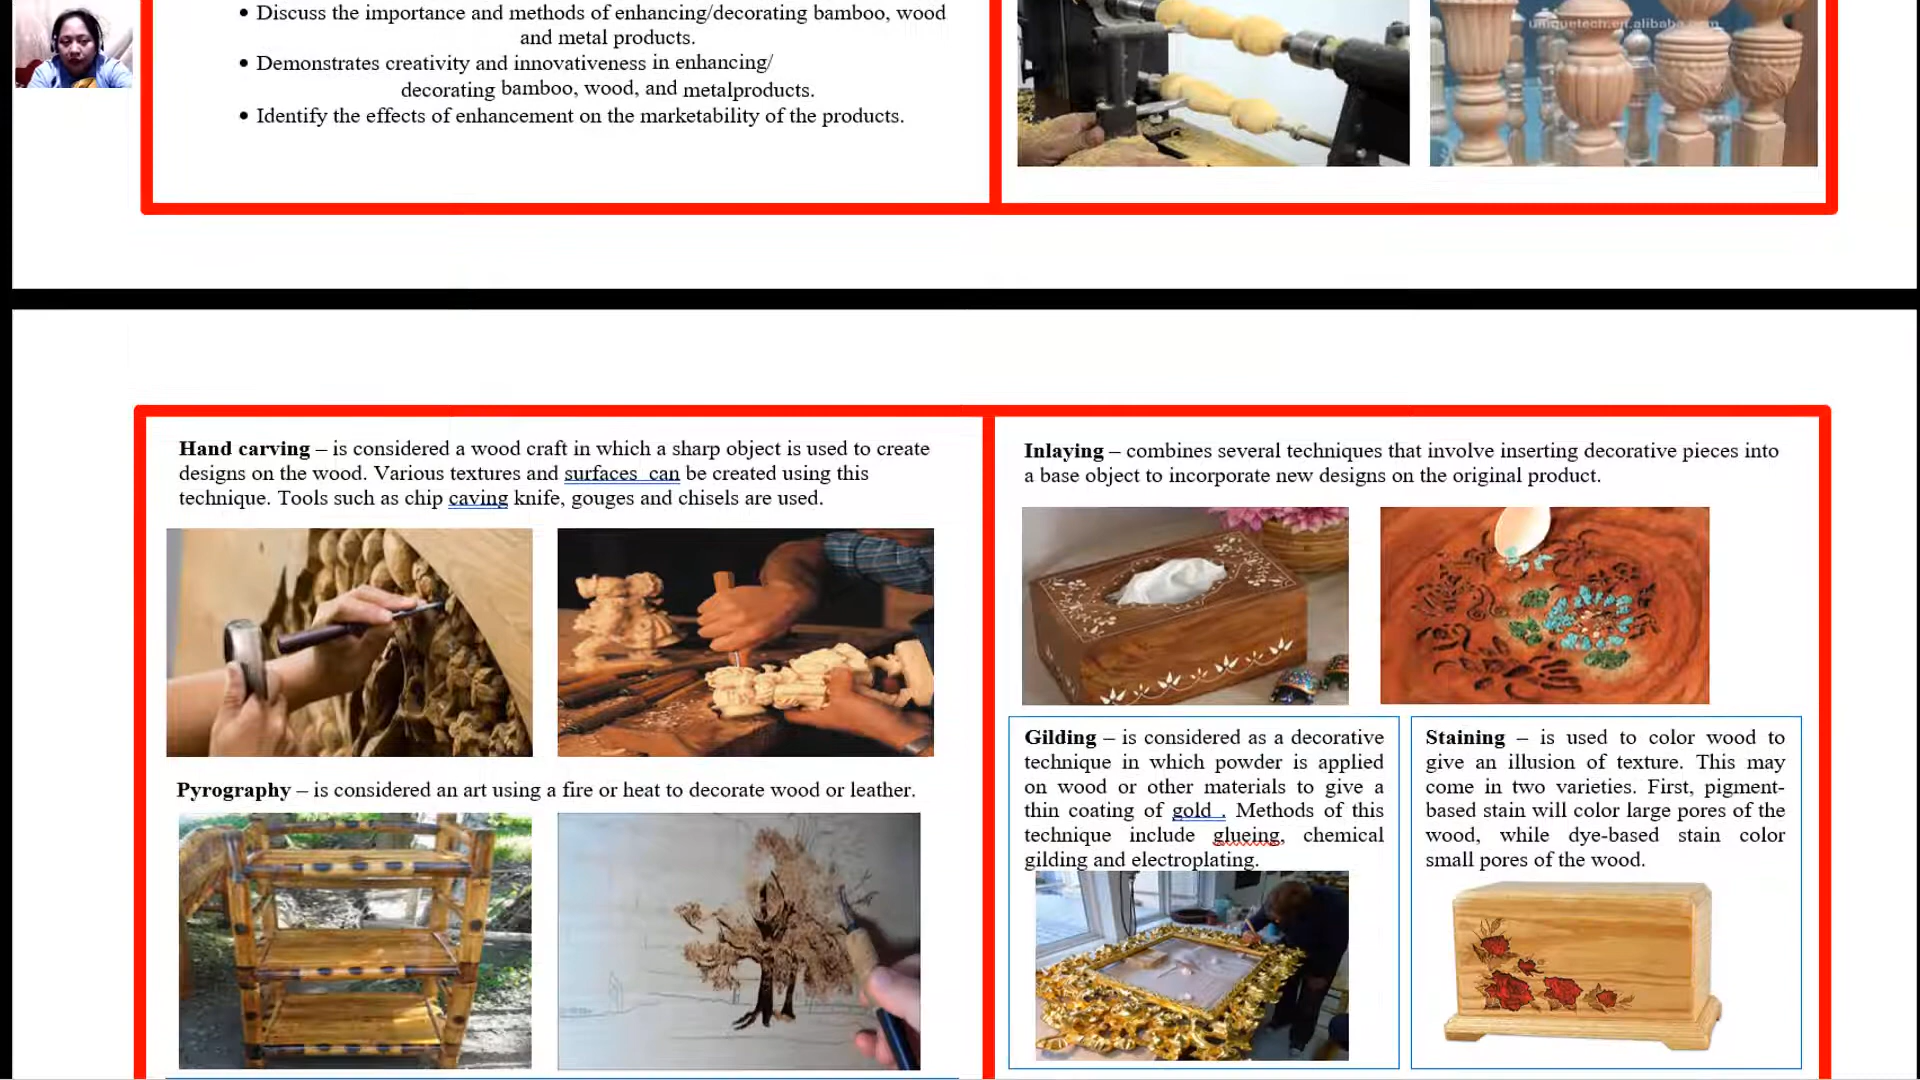 • Discuss the importance and methods of enhancing/decorating bamboo, wood
and metal products.
• Demonstrates creativity and innovativeness in enhancing/
decorating bamboo, wood, and metalproducts.
• Identify the effects of enhancement on the marketability of the products.
uniquetech.en.alibaba.com
Hand carving – is considered a wood craft in which a sharp object is used to create
designs on the wood. Various textures and surfaces can be created using this
technique. Tools such as chip caving knife, gouges and chisels are used.
Pyrography – is considered an art using a fire or heat to decorate wood or leather.
Inlaying – combines several techniques that involve inserting decorative pieces into
a base object to incorporate new designs on the original product.
Gilding – is considered as a decorative
technique in which powder is applied
on wood or other materials to give a
thin coating of gold . Methods of this
technique include glueing, chemical
gilding and electroplating.
Staining – is used to color wood to
give an illusion of texture. This may
come in two varieties. First, pigment-
based stain will color large pores of the
wood, while dye-based stain color
small pores of the wood.